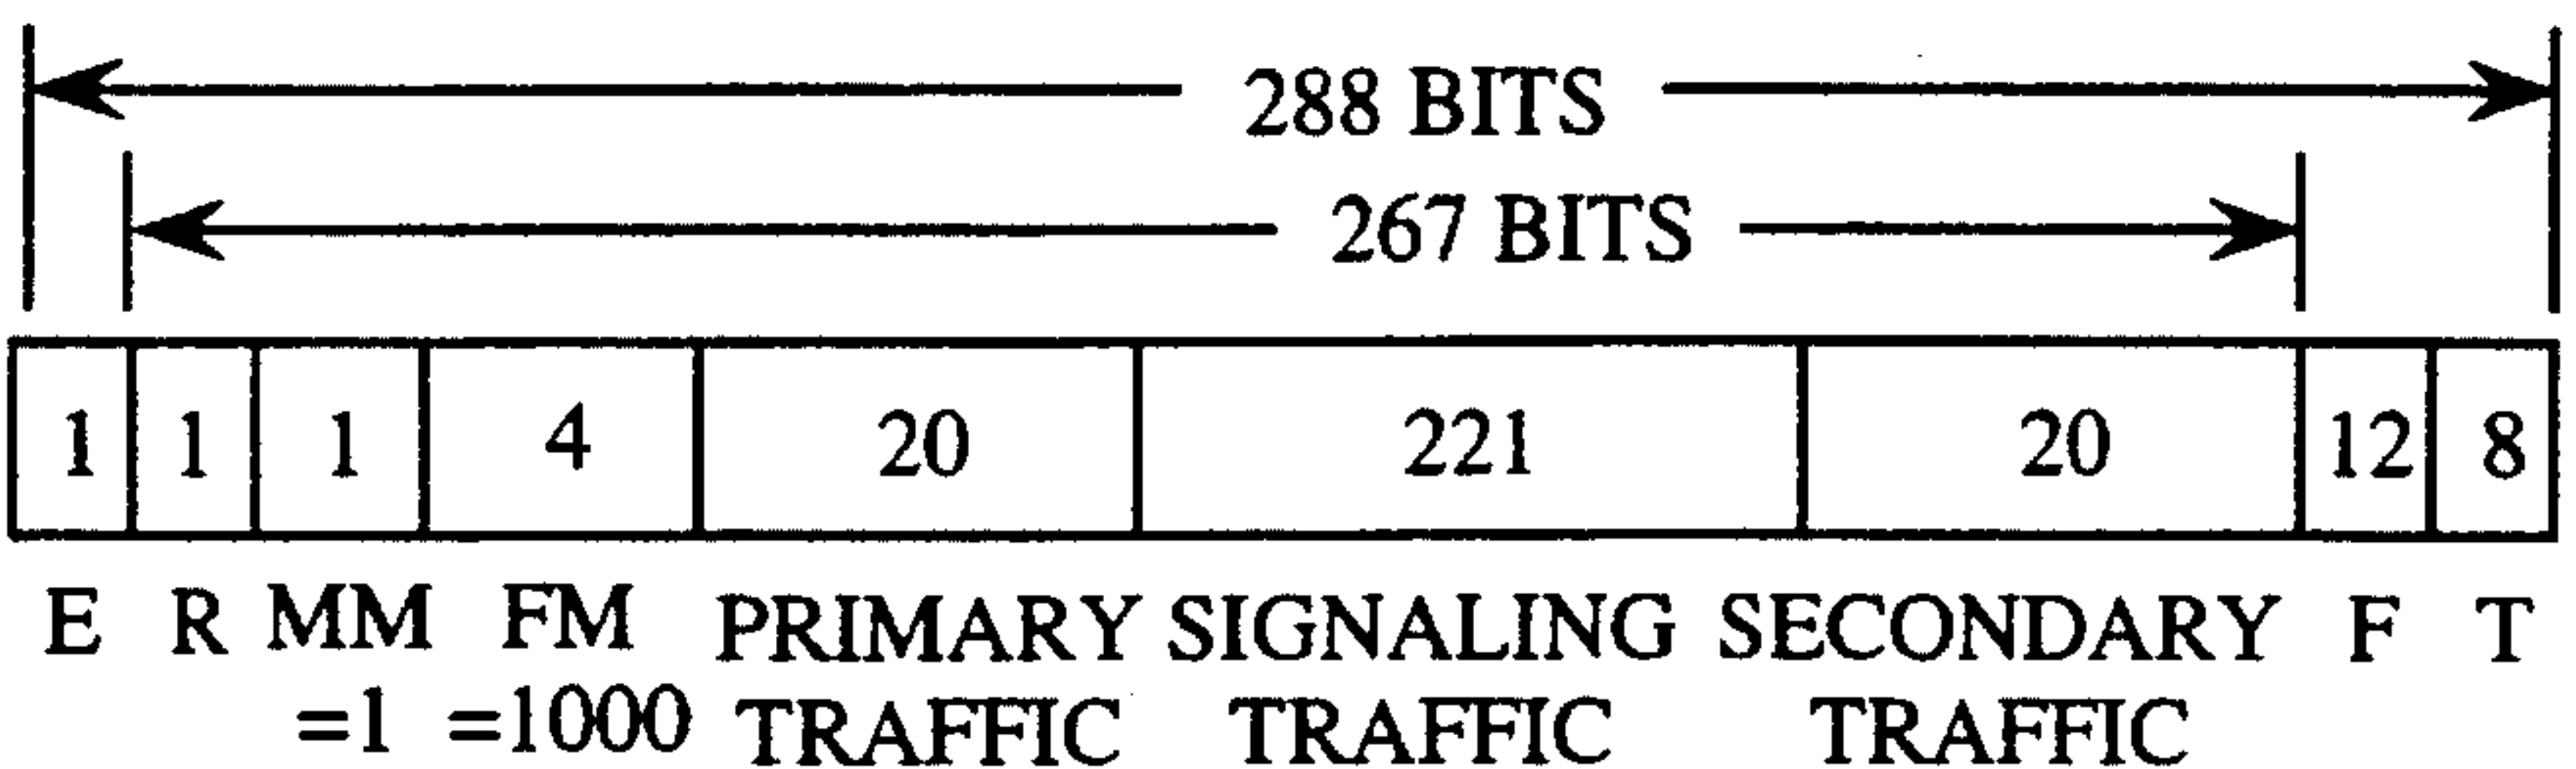 288 BITS
267 BITS
1 1 1 4 20 221 20 12 8
E R MM FM PRIMARY SIGNALING SECONDARY F T
=1 =1000 TRAFFIC TRAFFIC TRAFFIC